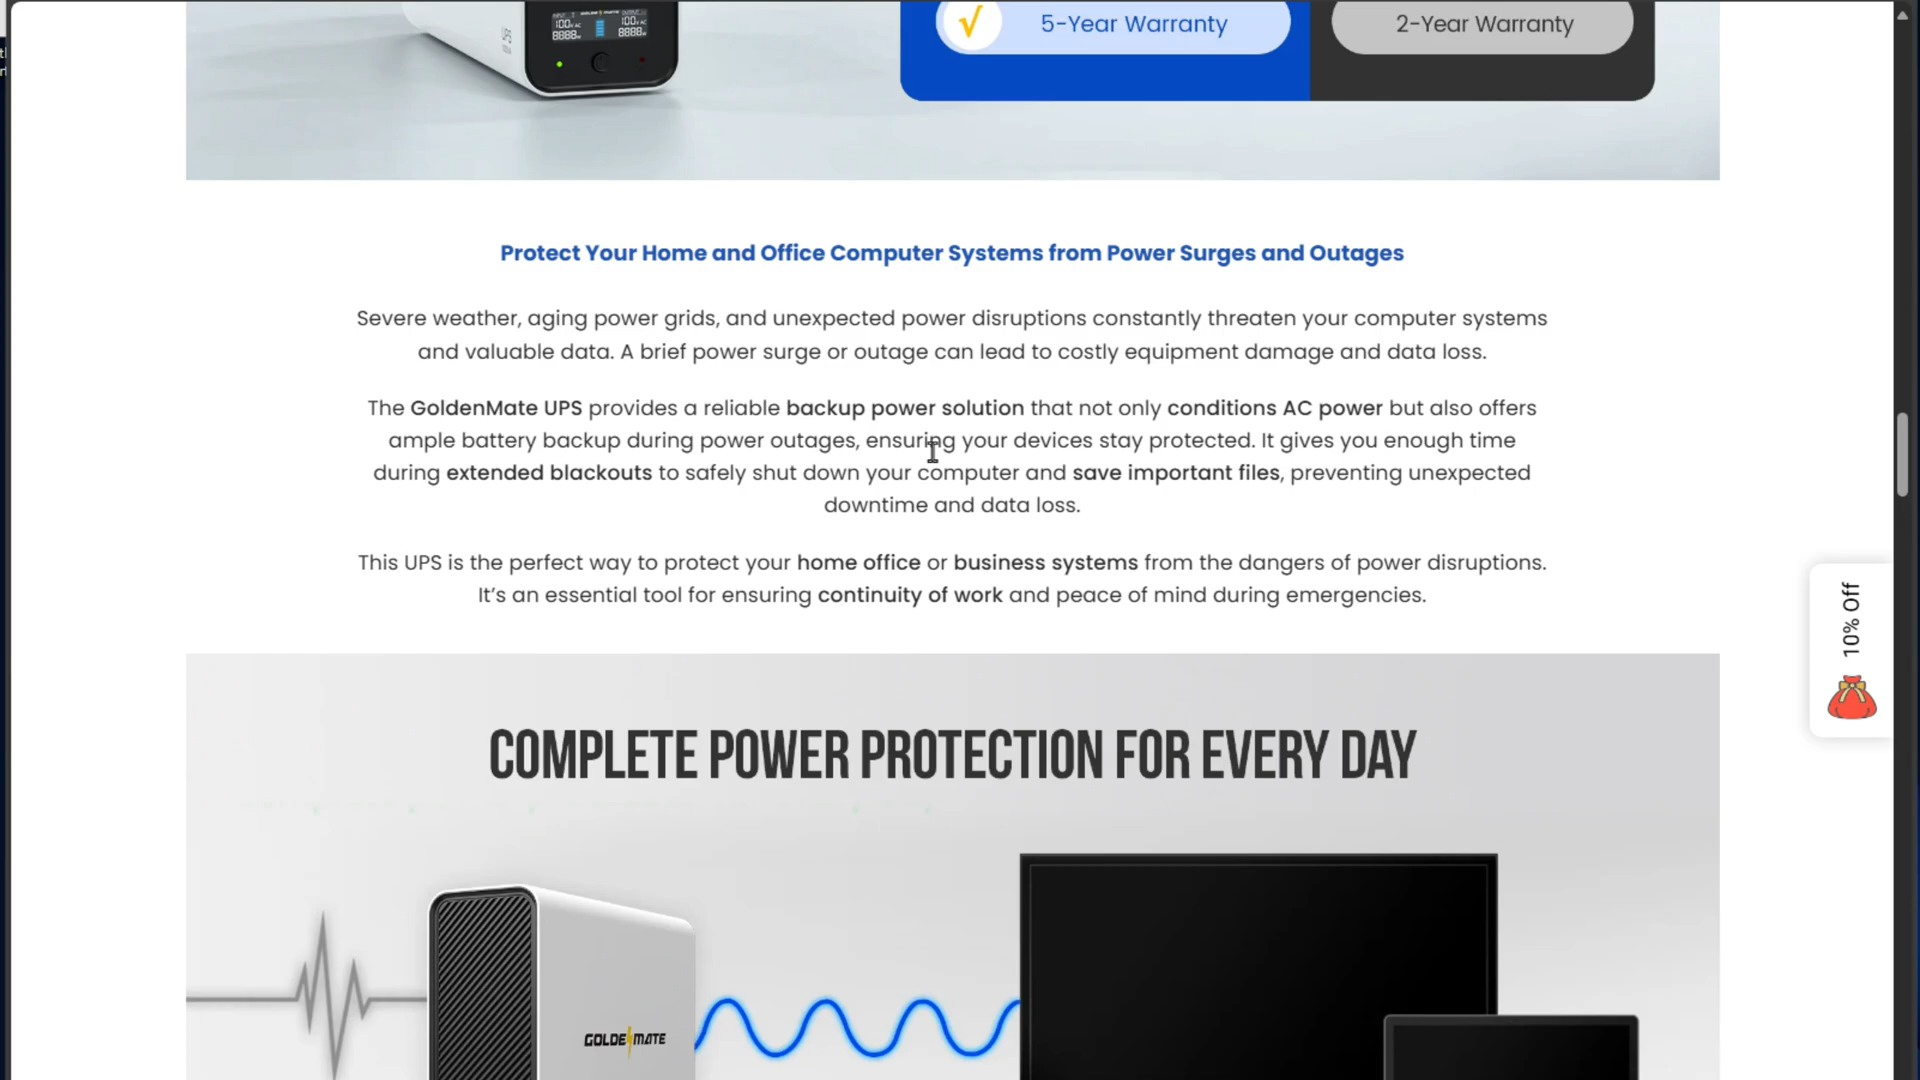 5-Year Warranty
2-Year Warranty
Protect Your Home and Office Computer Systems from Power Surges and Outages
Severe weather, aging power grids, and unexpected power disruptions constantly threaten your computer systems
and valuable data. A brief power surge or outage can lead to costly equipment damage and data loss.
The GoldenMate UPS provides a reliable backup power solution that not only conditions AC power but also offers
ample battery backup during power outages, ensuring your devices stay protected. It gives you enough time
during extended blackouts to safely shut down your computer and save important files, preventing unexpected
downtime and data loss.
This UPS is the perfect way to protect your home office or business systems from the dangers of power disruptions.
It’s an essential tool for ensuring continuity of work and peace of mind during emergencies.
10% Off
COMPLETE POWER PROTECTION FOR EVERY DAY
GOLDENMATE